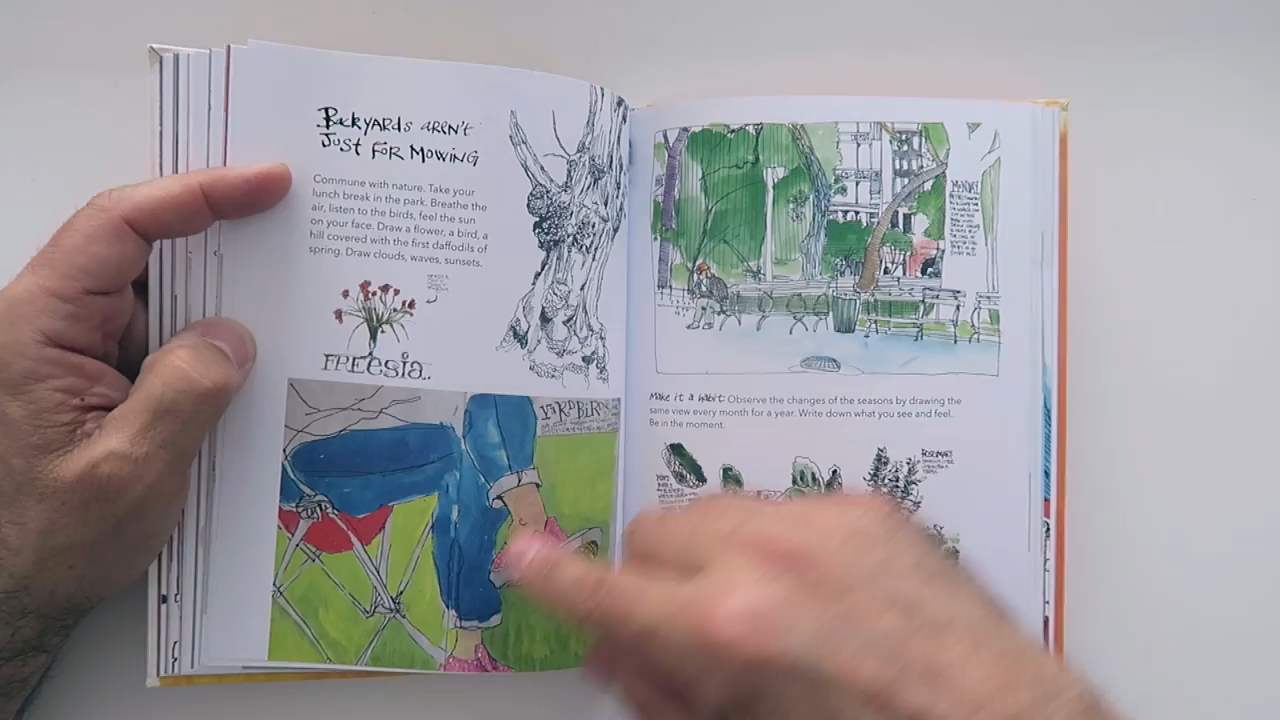 BackYARDs AREN'T
JUST FOR MOWING
Commune with nature. Take your
lunch break in the park. Breathe the
air, listen to the birds, feel the sun
on your face. Draw a flower, a bird, a
hill covered with the first daffodils of
spring. Draw clouds, waves, sunsets.
FREEsia.
YARDBIRDS
MONDAY
Make it a habit: Observe the changes of the seasons by drawing the
same view every month for a year. Write down what you see and feel.
Be in the moment.
ROSEMARY